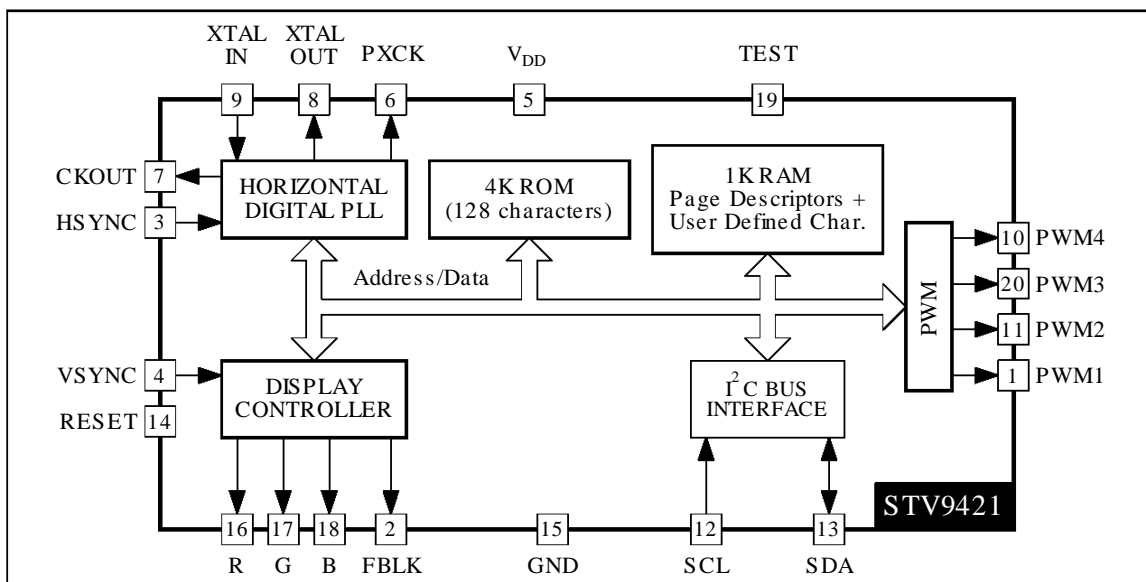 XTAL
IN
XTAL
OUT
PXCK
VDD
TEST
9
8
6
5
19
CKOUT
7
HSYNC
3
HORIZONTAL
DIGITAL PLL
4K ROM
(128 characters)
1K RAM
Page Descriptors +
User Defined Char.
Address/Data
PWM
10
PWM4
20
PWM3
11
PWM2
1
PWM1
VSYNC
4
RESET
14
DISPLAY
CONTROLLER
I²C BUS
INTERFACE
STV9421
16
17
18
2
15
12
13
R
G
B
FBLK
GND
SCL
SDA